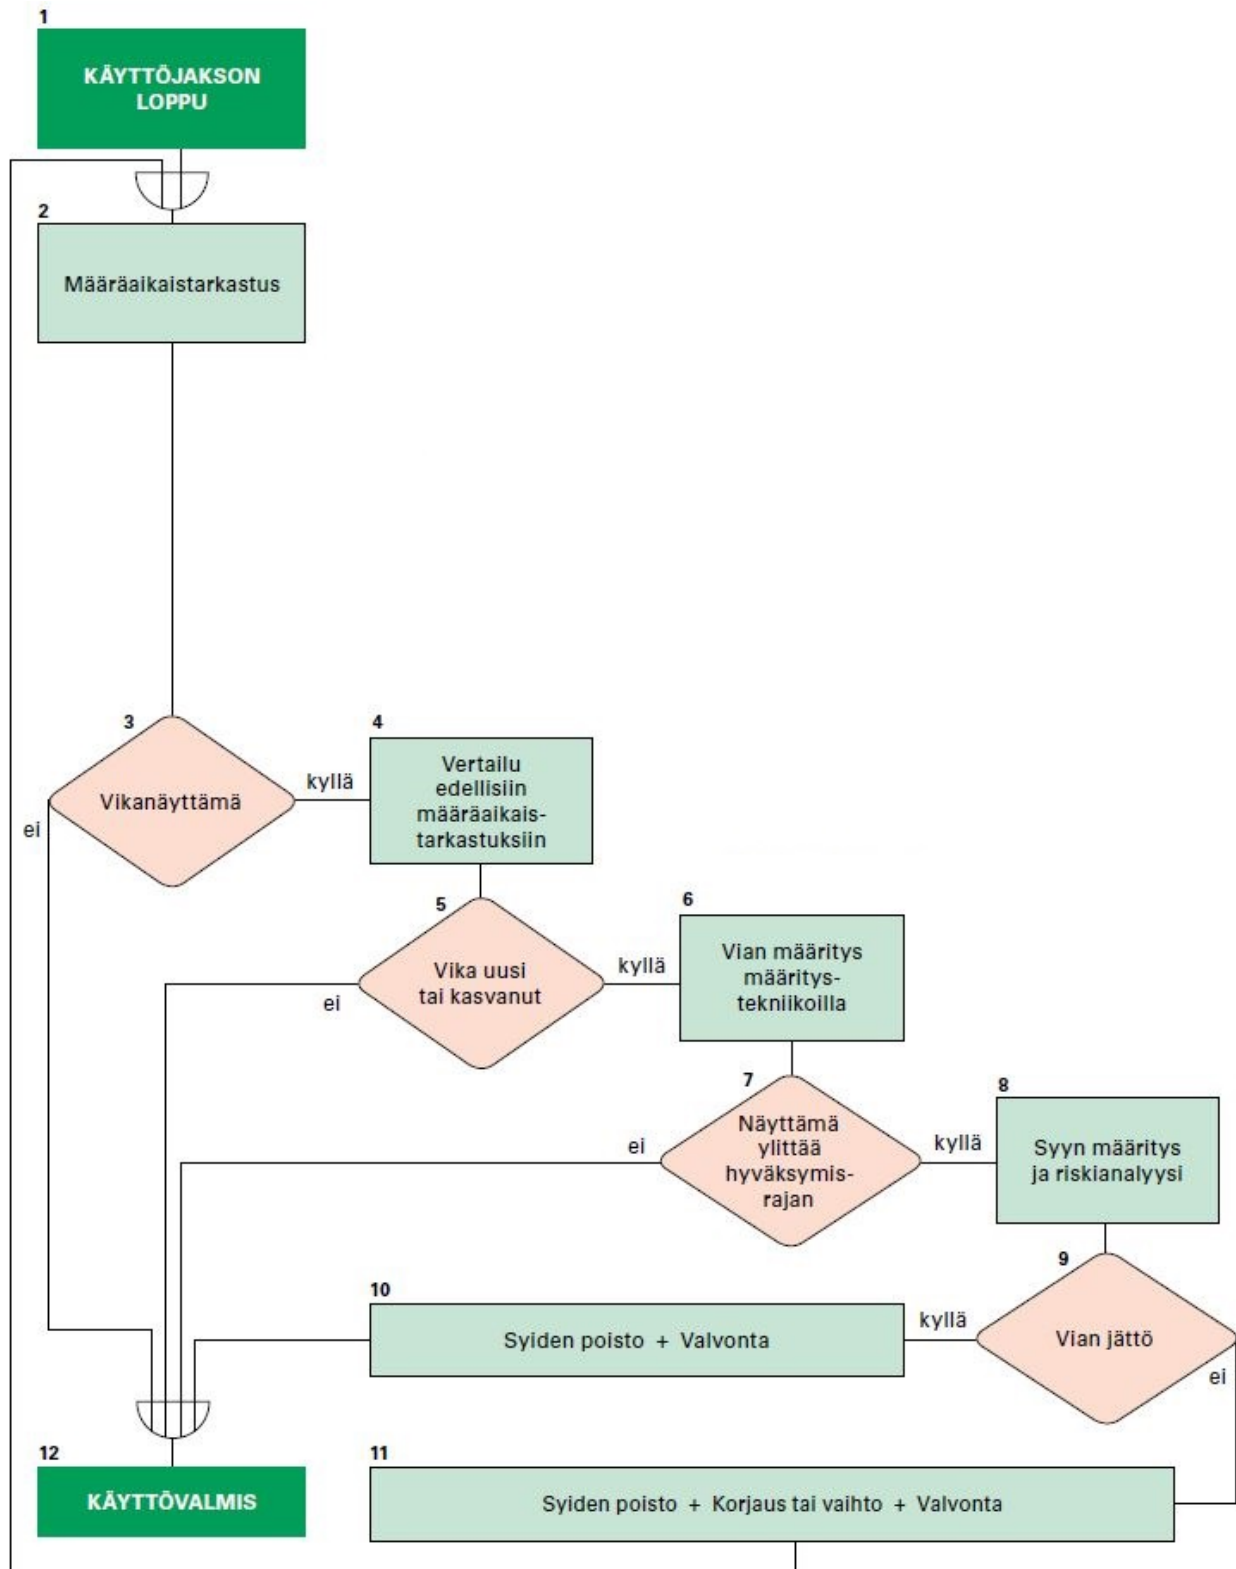 1
KÄYTTÖJAKSON
LOPPU
2
Määräaikaistarkastus
3
Vikanäyttämä
kyllä
ei
4
Vertailu
edellisiin
määräaikais-
tarkastuksiin
5
Vika uusi
tai kasvanut
kyllä
ei
6
Vian määritys
määritys-
tekniikoilla
7
Näyttämä
ylittää
hyväksymis-
rajan
kyllä
ei
8
Syyn määritys
ja riskianalyysi
9
Vian jättö
kyllä
ei
10
Syiden poisto + Valvonta
11
Syiden poisto + Korjaus tai vaihto + Valvonta
12
KÄYTTÖVALMIS